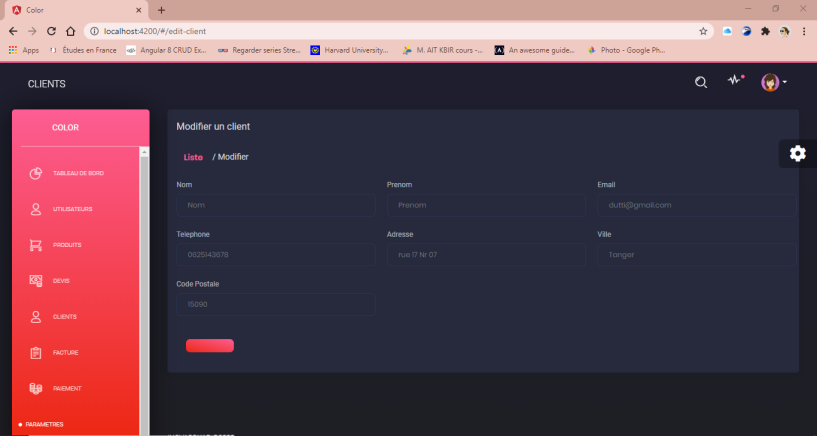 Color
localhost:4200/#/edit-client
Apps Études en France Angular 8 CRUD Ex... Regarder series Stre... Harvard University... M. AIT KBIR cours -... An awesome guide... Photo - Google Ph...
CLIENTS
COLOR
TABLEAU DE BORD
UTILISATEURS
PRODUITS
DEVIS
CLIENTS
FACTURE
PAIEMENT
PARAMETRES
Modifier un client
Liste / Modifier
Nom Prenom Email
Nom Prenom dutti@gmail.com
Telephone Adresse Ville
0625143678 rue 17 Nr 07 Tanger
Code Postale
15090